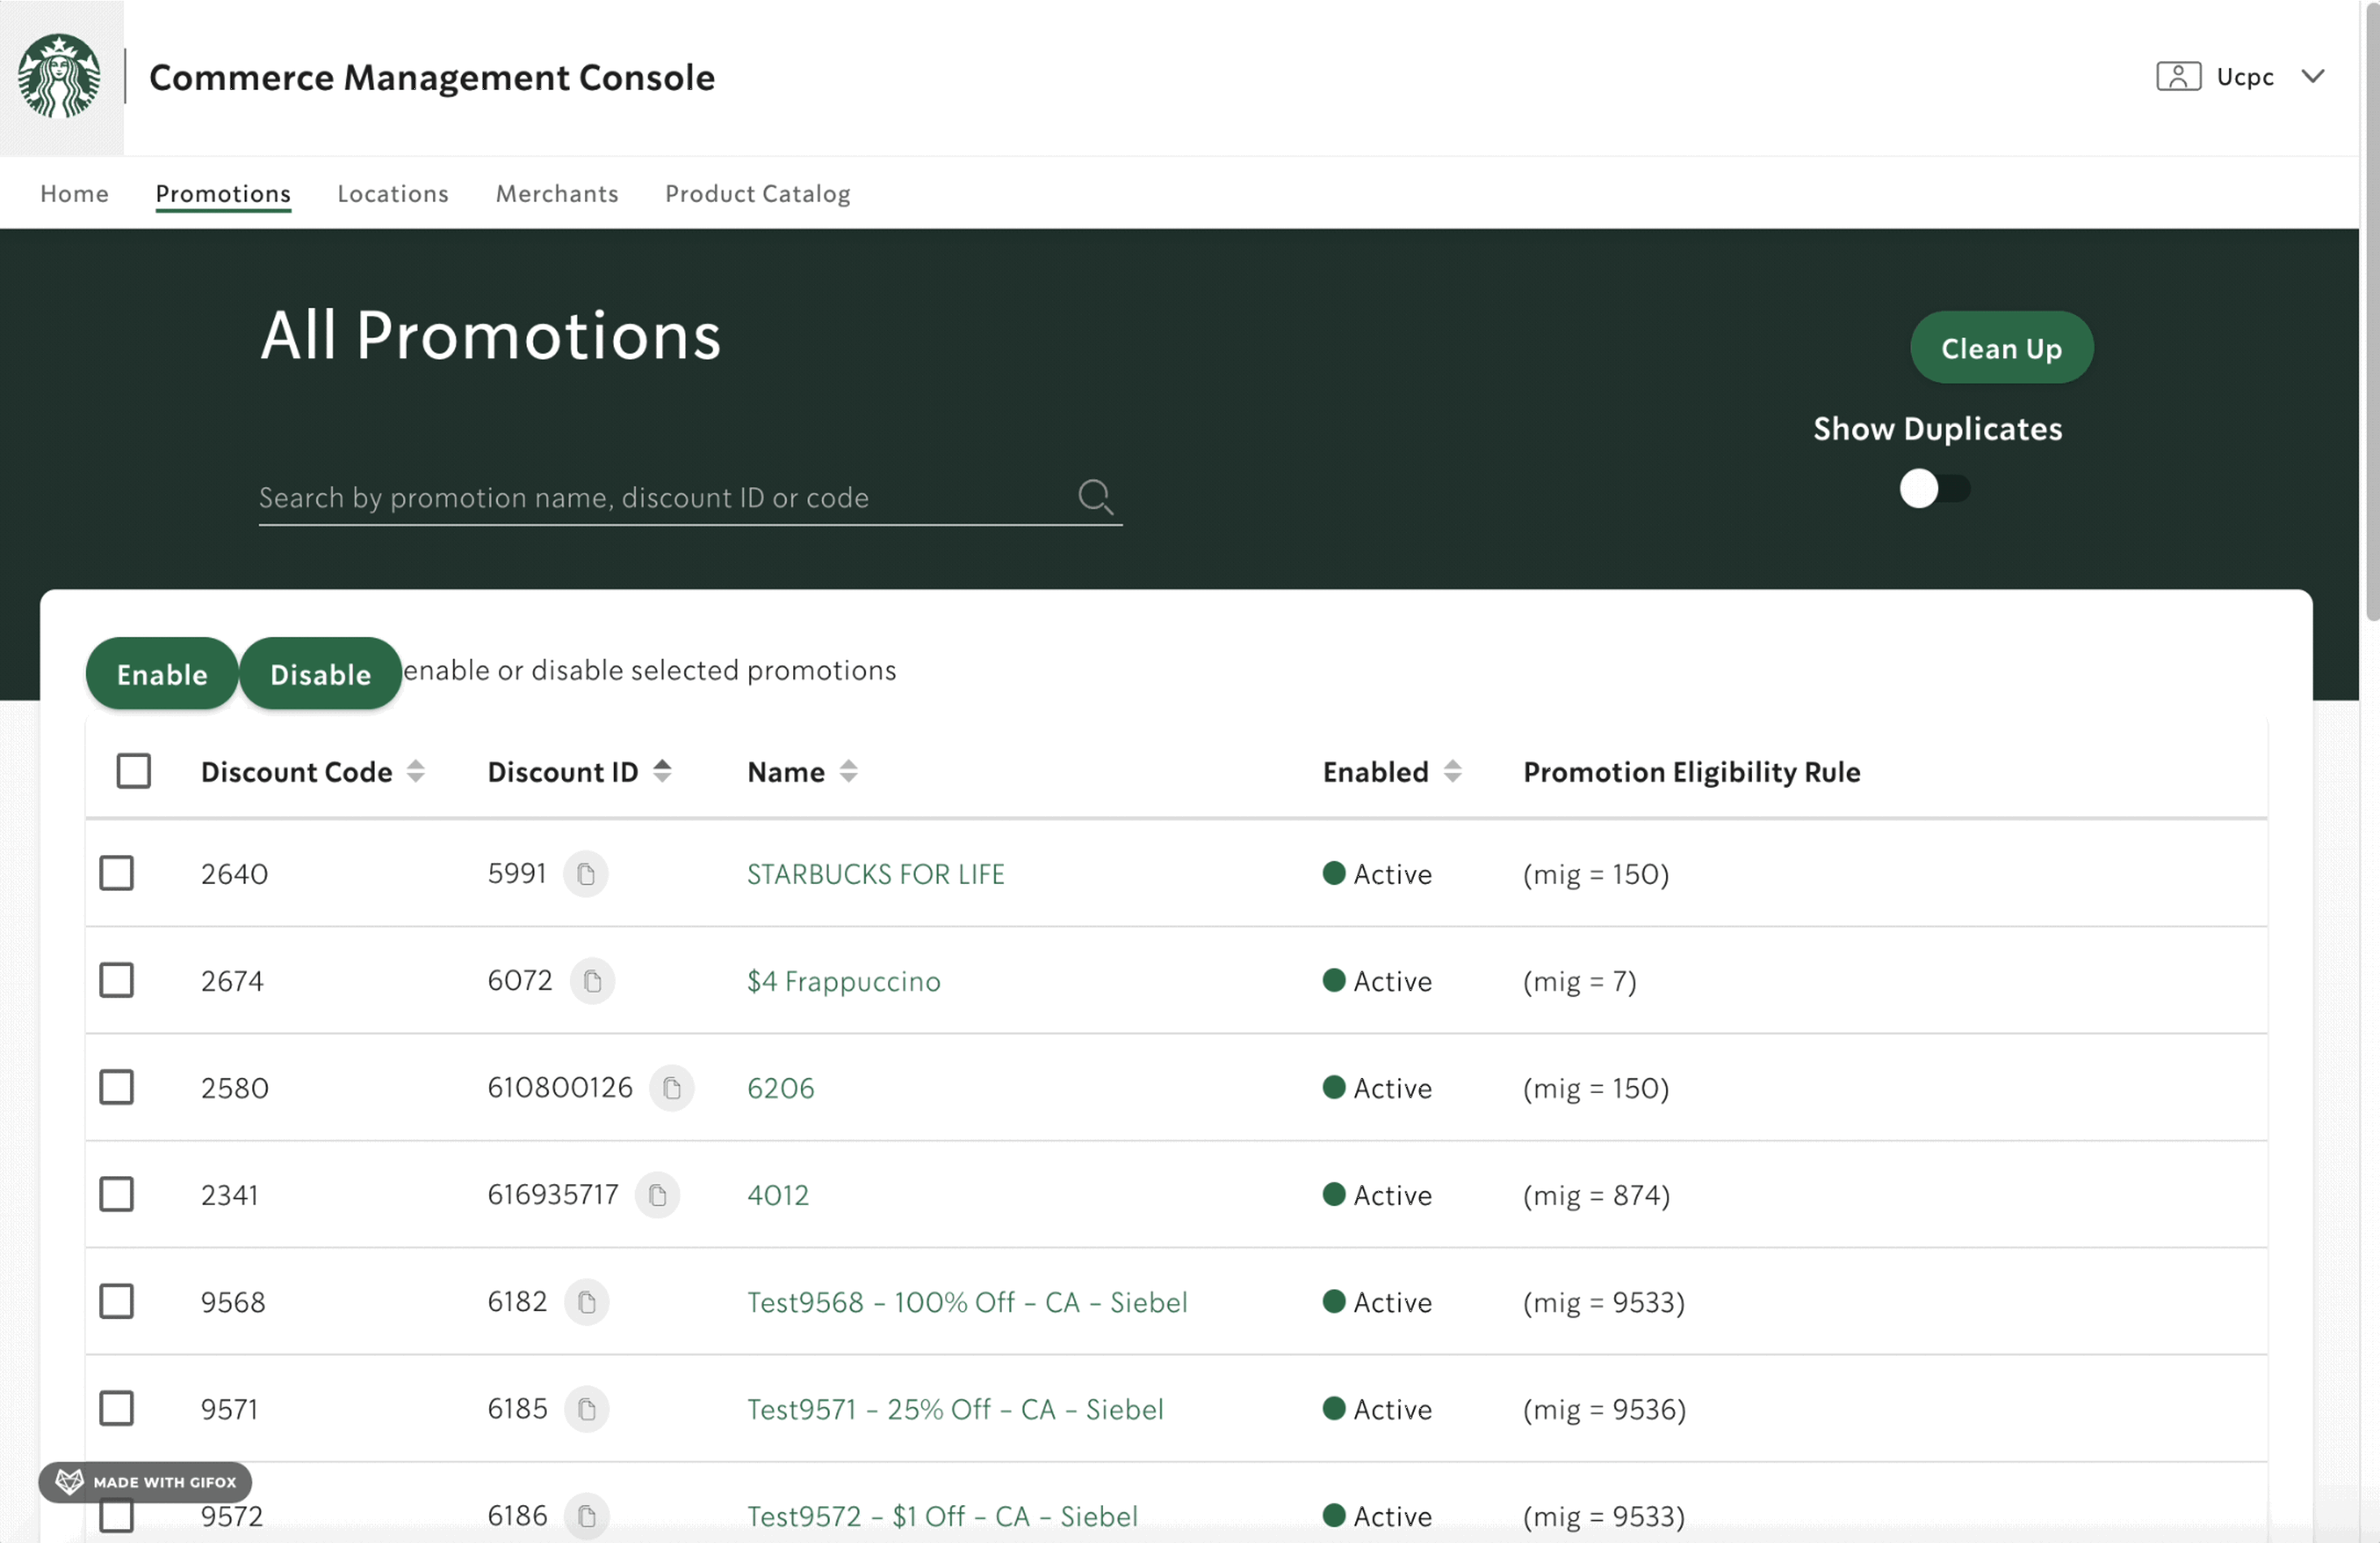 Commerce Management Console
Ucpc
Home Promotions Locations Merchants Product Catalog
All Promotions
Clean Up
Show Duplicates
Search by promotion name, discount ID or code
Enable Disable enable or disable selected promotions
Discount Code Discount ID Name Enabled Promotion Eligibility Rule
2640 5991 STARBUCKS FOR LIFE Active (mig = 150)
2674 6072 $4 Frappuccino Active (mig = 7)
2580 610800126 6206 Active (mig = 150)
2341 616935717 4012 Active (mig = 874)
9568 6182 Test9568 - 100% Off - CA - Siebel Active (mig = 9533)
9571 6185 Test9571 - 25% Off - CA - Siebel Active (mig = 9536)
MADE WITH GIFOX
9572 6186 Test9572 - $1 Off - CA - Siebel Active (mig = 9533)